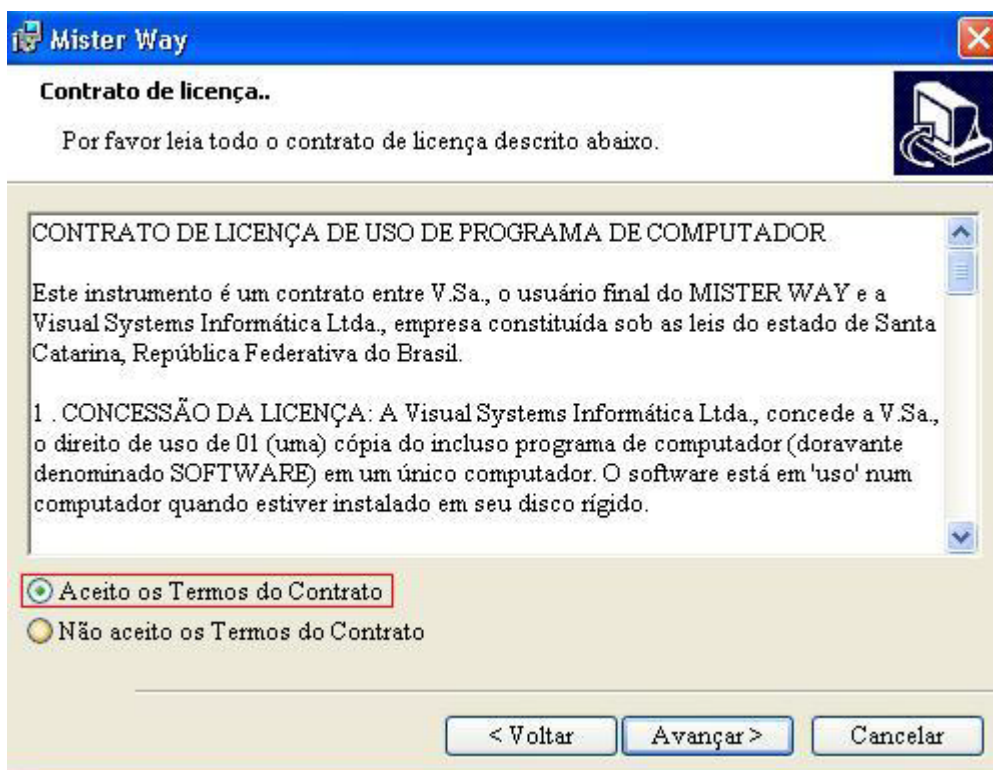 Mister Way
Contrato de licença..
Por favor leia todo o contrato de licença descrito abaixo.
CONTRATO DE LICENÇA DE USO DE PROGRAMA DE COMPUTADOR
Este instrumento é um contrato entre V.Sa., o usuário final do MISTER WAY e a
Visual Systems Informática Ltda., empresa constituída sob as leis do estado de Santa
Catarina, República Federativa do Brasil.
1 . CONCESSÃO DA LICENÇA: A Visual Systems Informática Ltda., concede a V.Sa.,
o direito de uso de 01 (uma) cópia do incluso programa de computador (doravante
denominado SOFTWARE) em um único computador. O software está em 'uso' num
computador quando estiver instalado em seu disco rígido.
Aceito os Termos do Contrato
Não aceito os Termos do Contrato
< Voltar
Avançar >
Cancelar